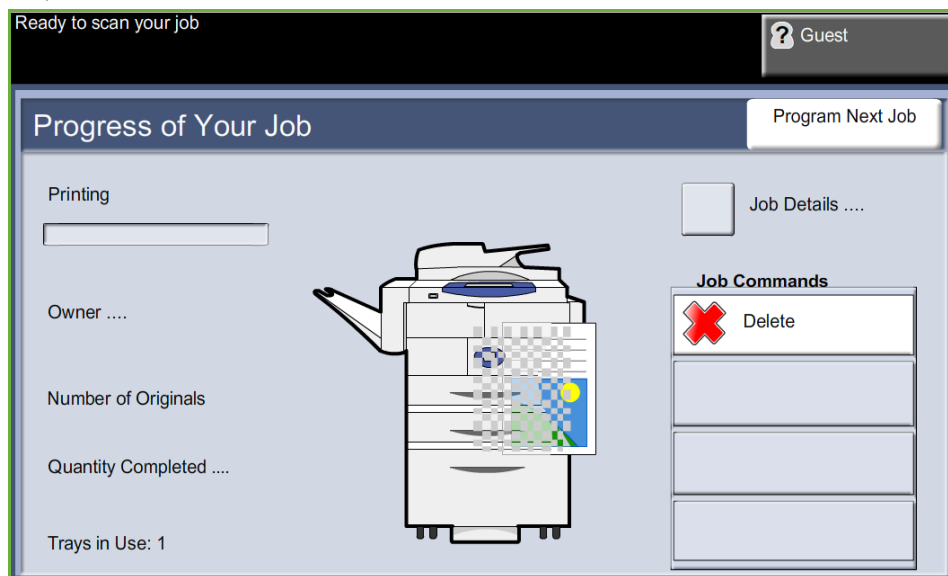 Ready to scan your job
? Guest
Progress of Your Job
Program Next Job
Printing
Job Details ....
Job Commands
Owner ....
Delete
Number of Originals
Quantity Completed ....
Trays in Use: 1